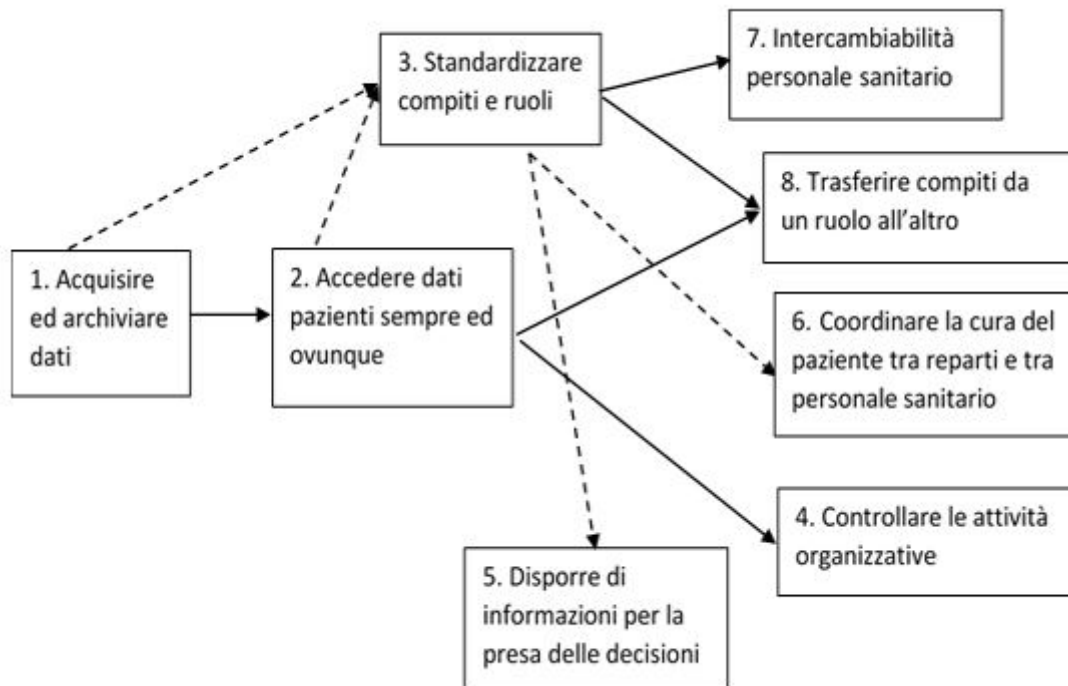 3. Standardizzare
compiti e ruoli
7. Intercambiabilità
personale sanitario
8. Trasferire compiti da
un ruolo all’altro
1. Acquisire
ed archiviare
dati
2. Accedere dati
pazienti sempre ed
ovunque
6. Coordinare la cura del
paziente tra reparti e tra
personale sanitario
4. Controllare le attività
organizzative
5. Disporre di
informazioni per la
presa delle decisioni